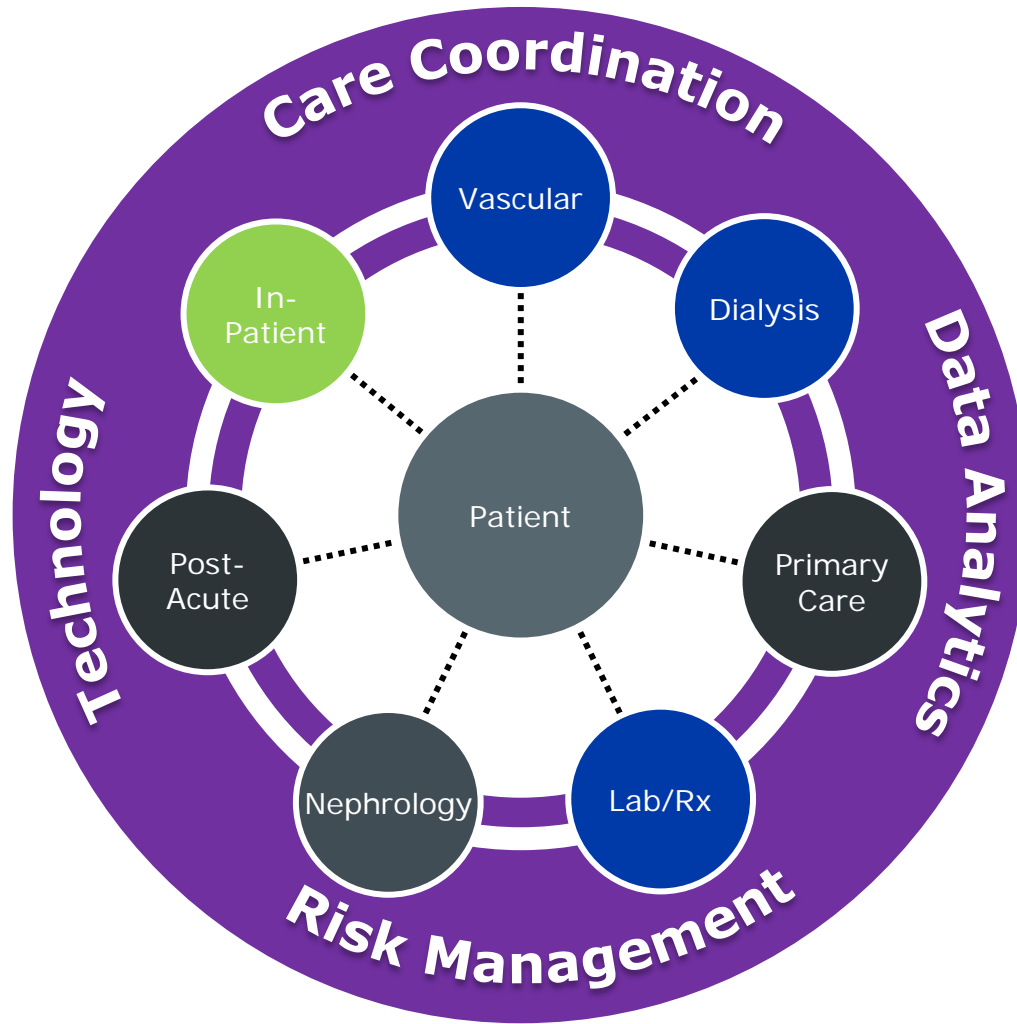 Care Coordination
Vascular
In-
Patient
Dialysis
Data Analytics
Technology
Patient
Post-
Acute
Primary
Care
Nephrology
Lab/Rx
Risk Management